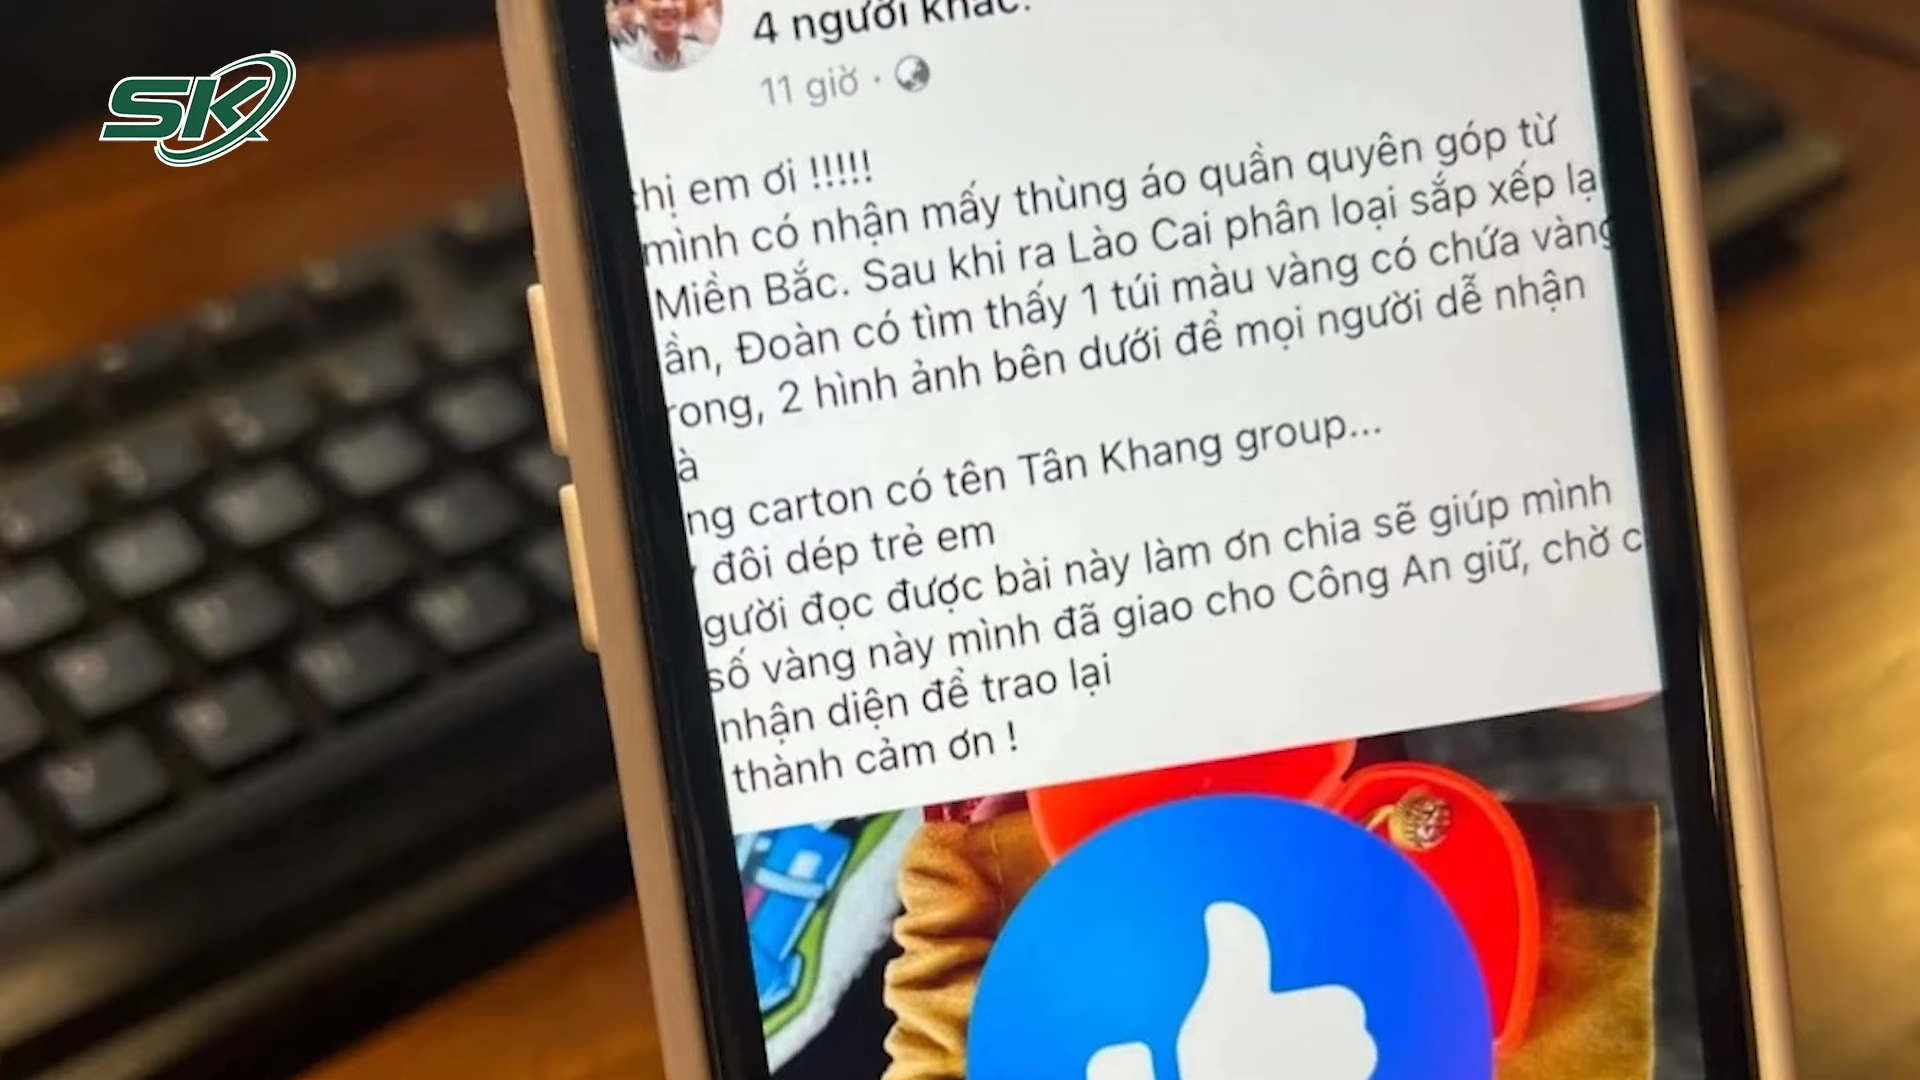 SK
4 người khác.
11 giờ ·
hị em ơi !!!!!
mình có nhận mấy thùng áo quần quyên góp từ
Miền Bắc. Sau khi ra Lào Cai phân loại sắp xếp lạ
ần, Đoàn có tìm thấy 1 túi màu vàng có chứa vàng
rong, 2 hình ảnh bên dưới để mọi người dễ nhận
à
ng carton có tên Tân Khang group...
đôi dép trẻ em
gười đọc được bài này làm ơn chia sẽ giúp mình
số vàng này mình đã giao cho Công An giữ, chờ c
nhận diện để trao lại
thành cảm ơn !